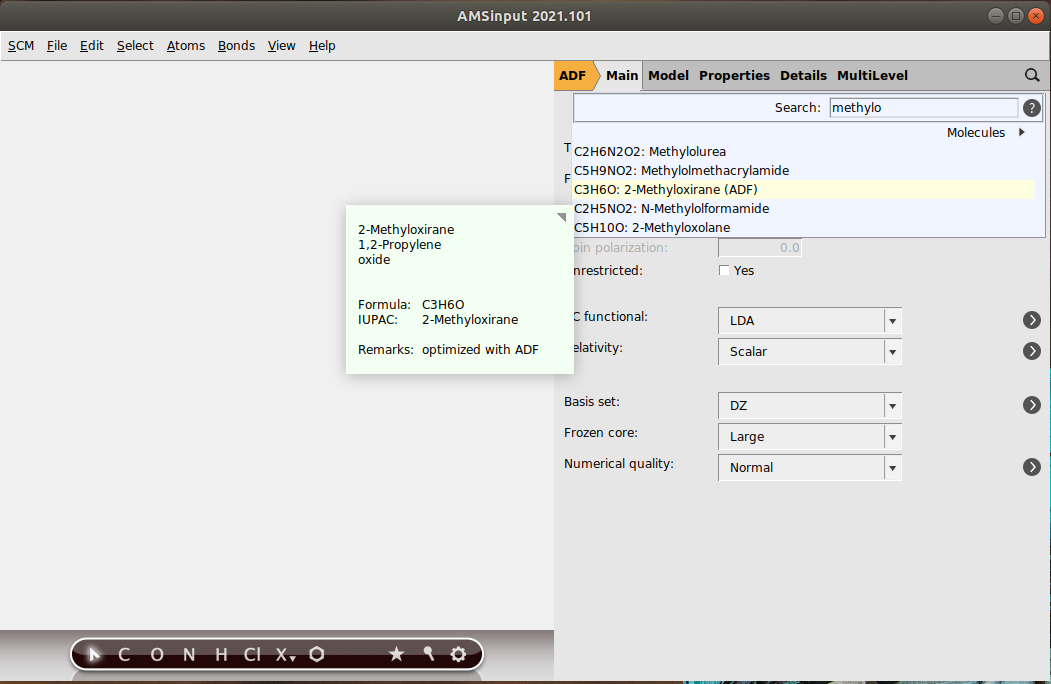 AMSinput 2021.101
SCM File Edit Select Atoms Bonds View Help
ADF Main Model Properties Details MultiLevel
Search: methylo ?
Molecules
T
C2H6N2O2: Methylolurea
C5H9NO2: Methylolmethacrylamide
F
C3H6O: 2-Methyloxirane (ADF)
C2H5NO2: N-Methylolformamide
C5H10O: 2-Methyloxolane
2-Methyloxirane
1,2-Propylene
oxide
Formula: C3H6O
IUPAC: 2-Methyloxirane
Remarks: optimized with ADF
pin polarization: 0.0
nrestricted: Yes
C functional: LDA
elativity: Scalar
Basis set: DZ
Frozen core: Large
Numerical quality: Normal
C O N H Cl X